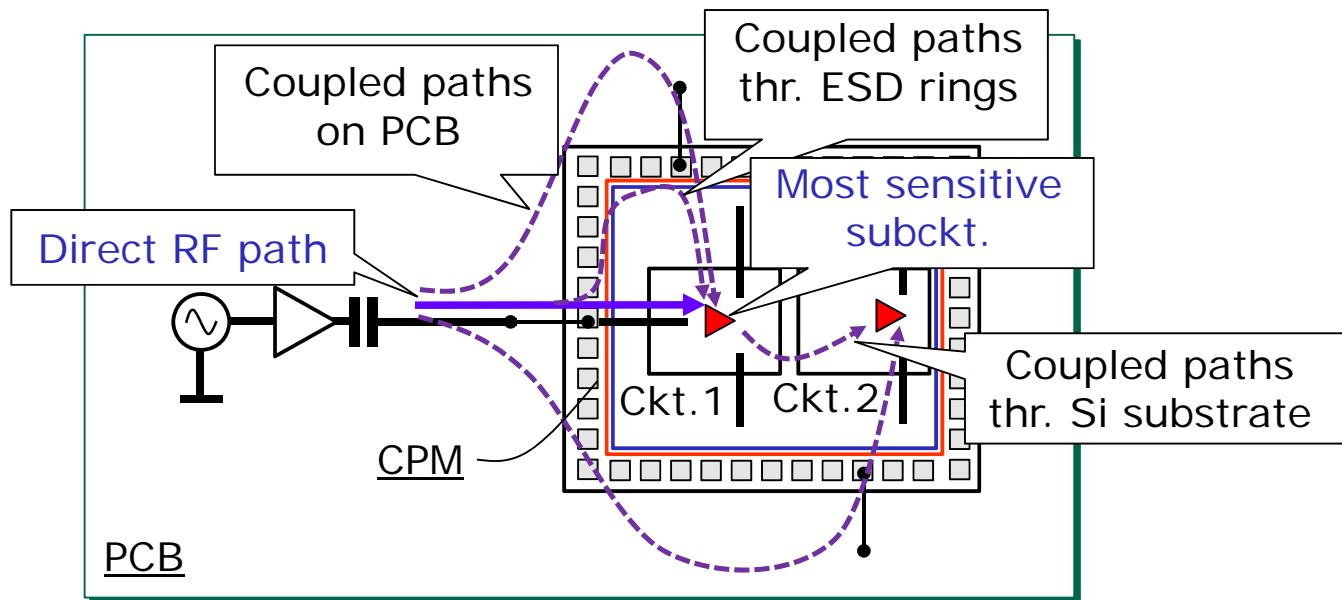 Coupled paths
on PCB
Coupled paths
thr. ESD rings
Most sensitive
subckt.
Direct RF path
Ckt.1
Ckt.2
Coupled paths
thr. Si substrate
CPM
PCB